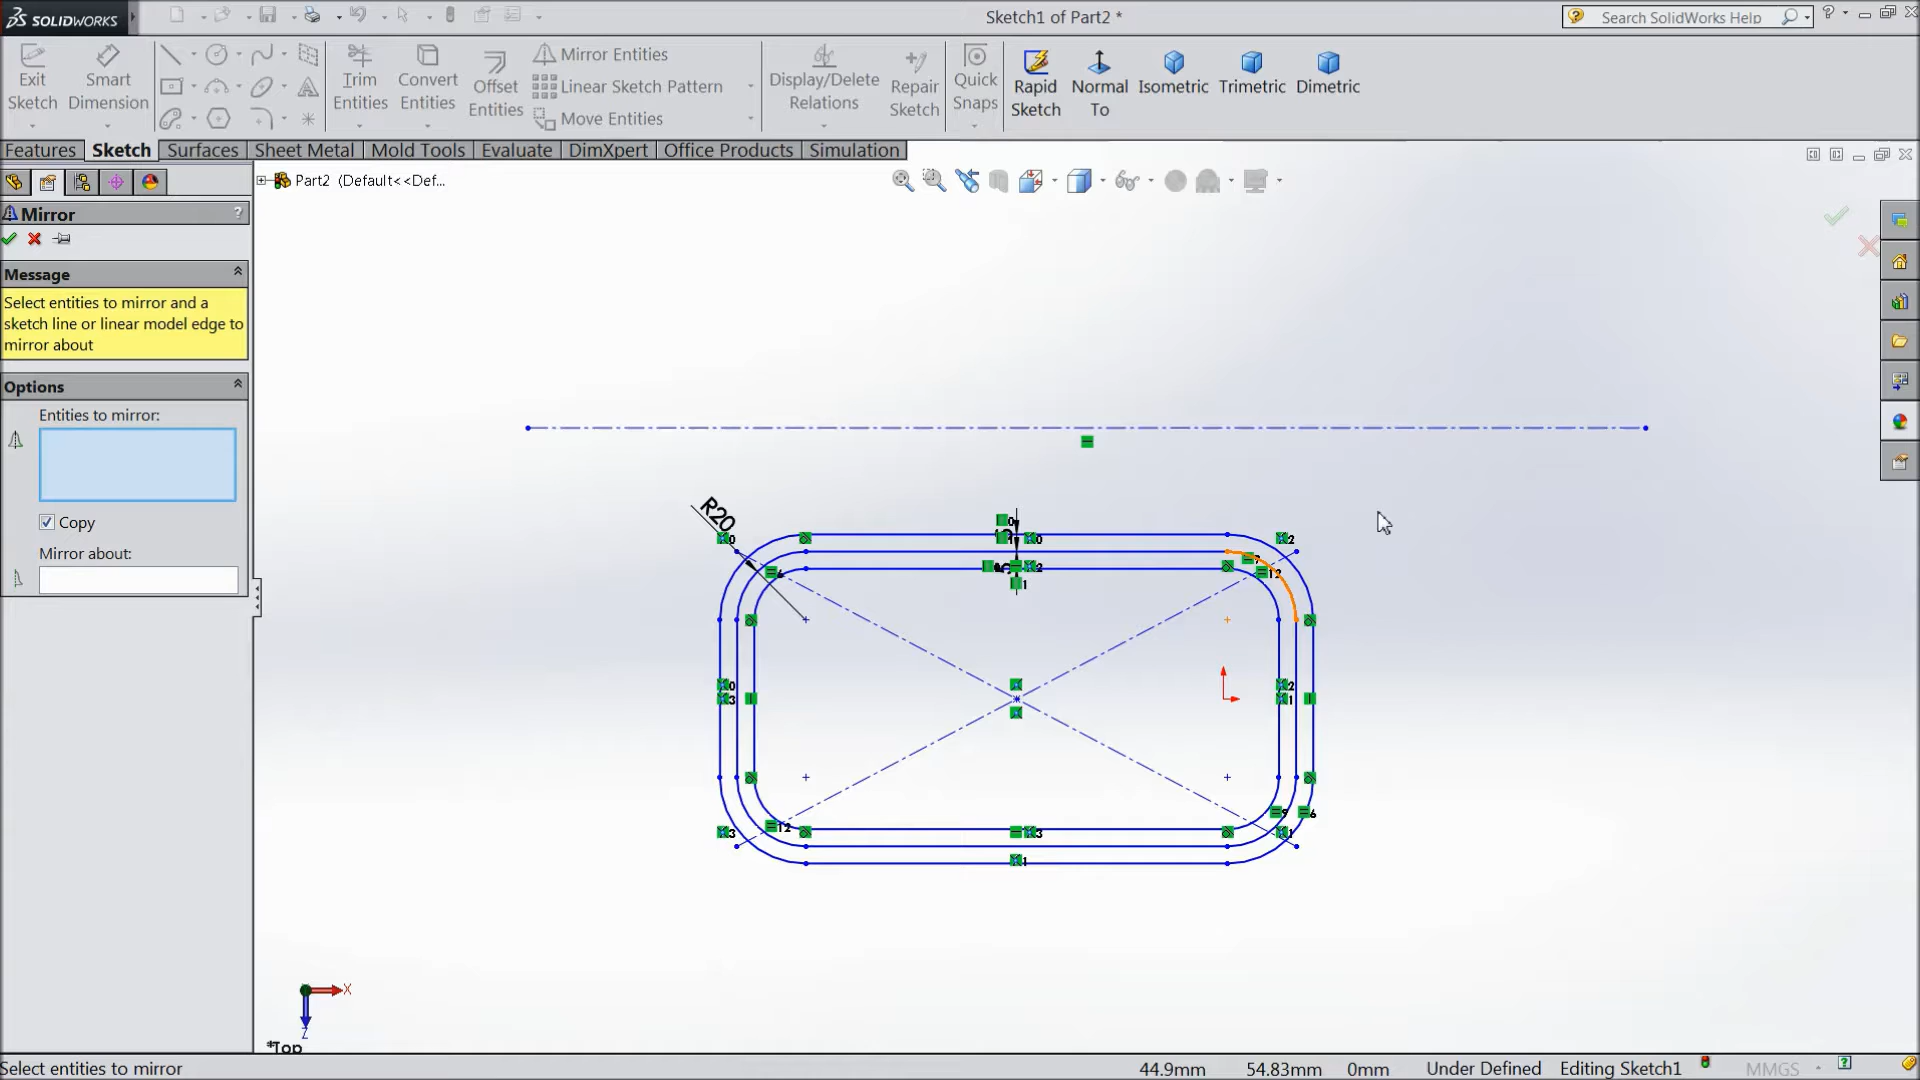 SOLIDWORKS
Sketch1 of Part2 *
Search SolidWorks Help
Exit Sketch
Smart Dimension
Trim Entities
Convert Entities
Offset Entities
Mirror Entities
Linear Sketch Pattern
Move Entities
Display/Delete Relations
Repair Sketch
Quick Snaps
Rapid Sketch
Normal To
Isometric
Trimetric
Dimetric
Features Sketch Surfaces Sheet Metal Mold Tools Evaluate DimXpert Office Products Simulation
Part2 (Default<<Def...
Mirror ?
Message
Select entities to mirror and a
sketch line or linear model edge to
mirror about
Options
Entities to mirror:
Copy
Mirror about:
R20
X
Z
*Top
Select entities to mirror
44.9mm 54.83mm 0mm Under Defined Editing Sketch1 MMGS